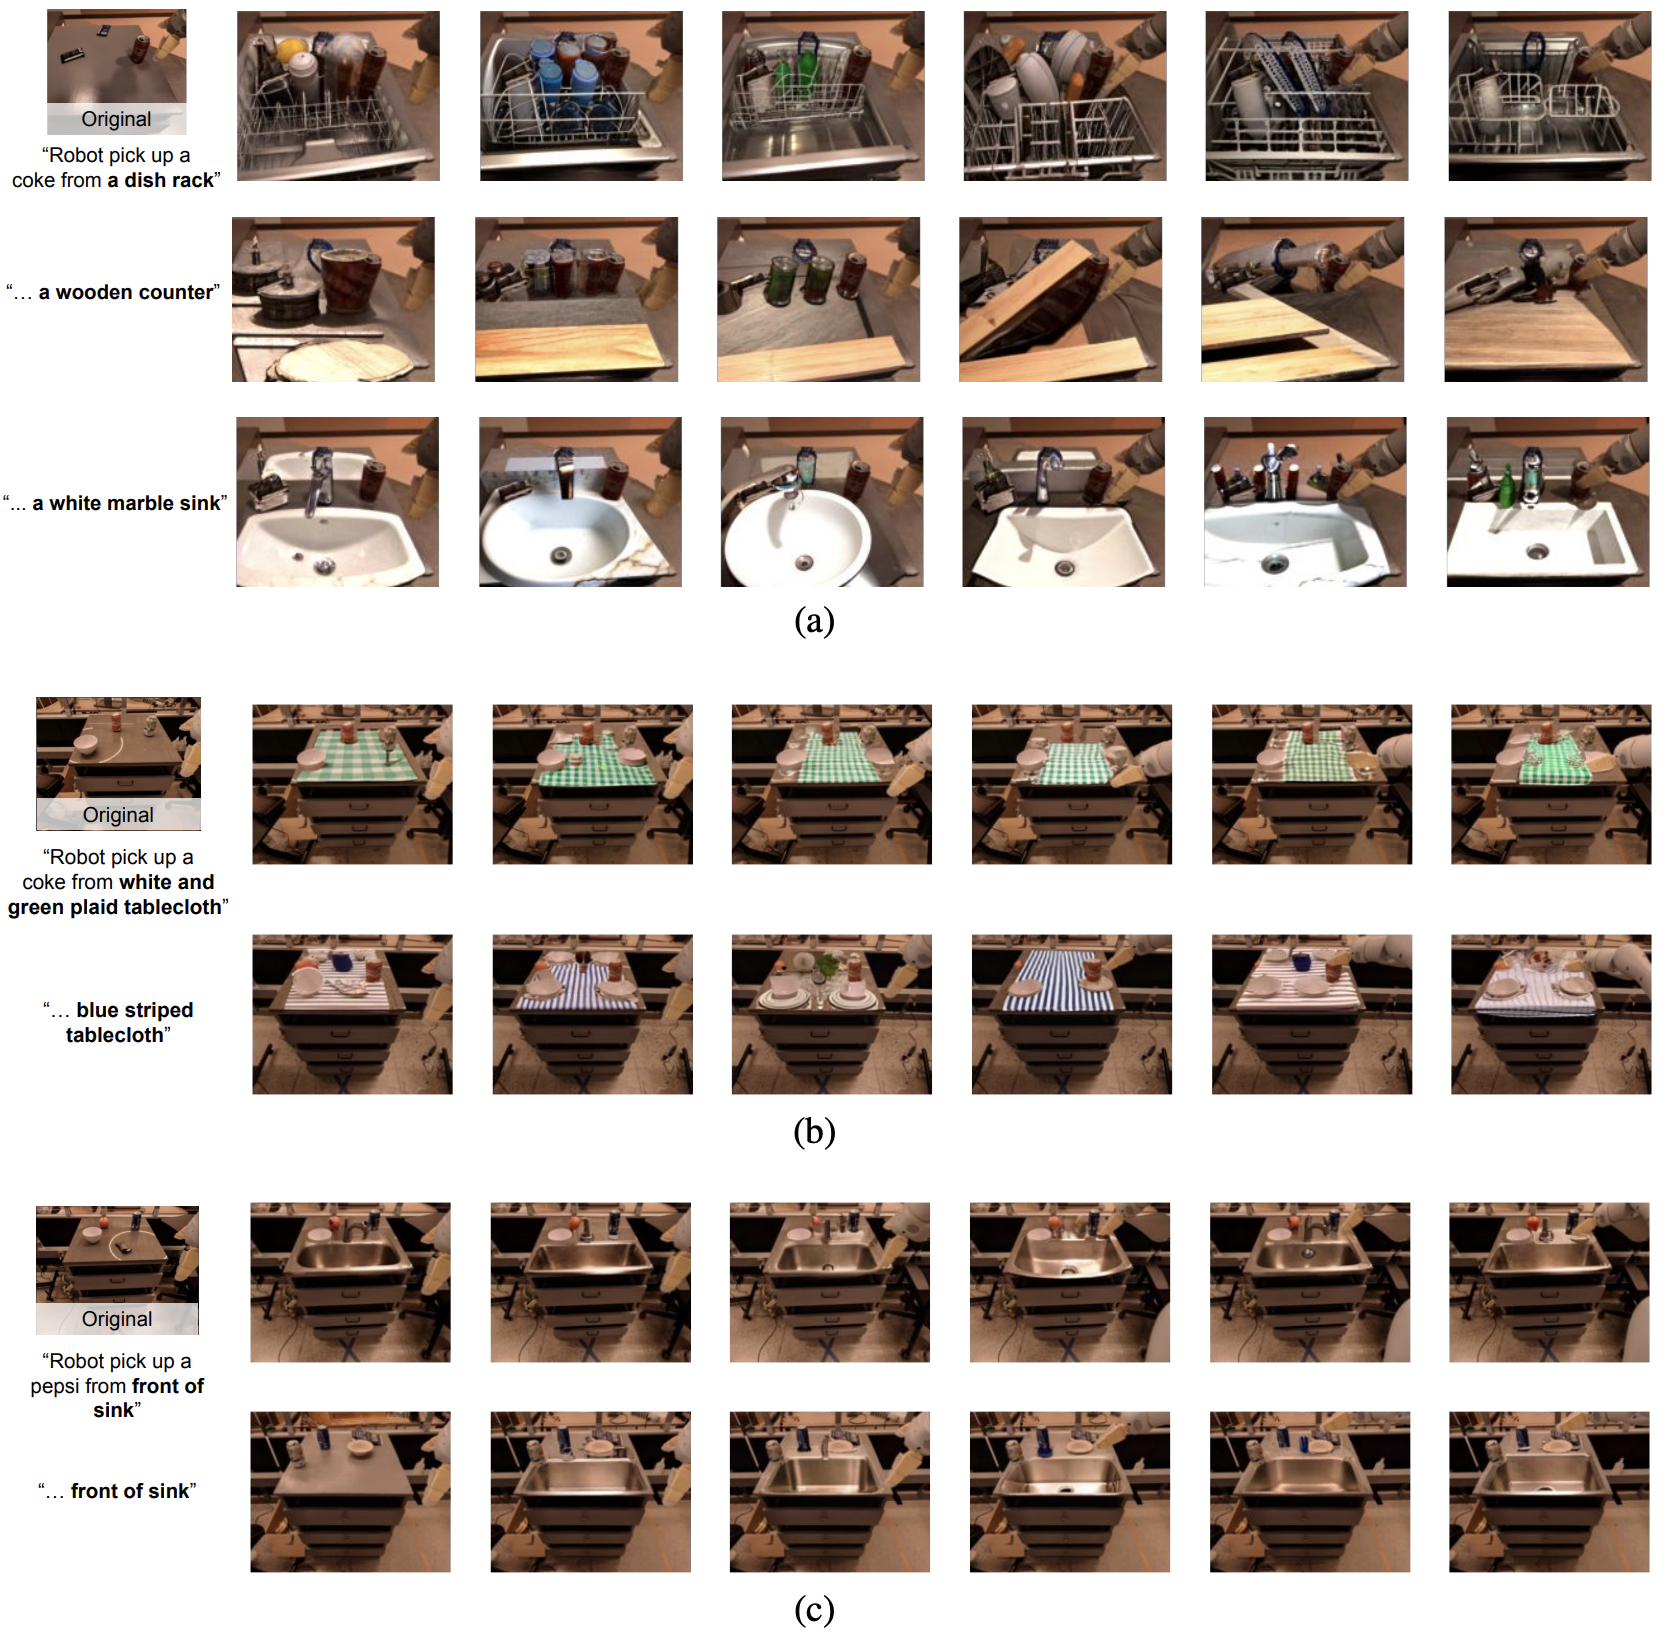 Original
“Robot pick up a
coke from a dish rack”
“… a wooden counter”
“... a white marble sink”
(a)
Original
“Robot pick up a
coke from white and
green plaid tablecloth”
“… blue striped
tablecloth”
(b)
Original
“Robot pick up a
pepsi from front of
sink”
“… front of sink”
(c)